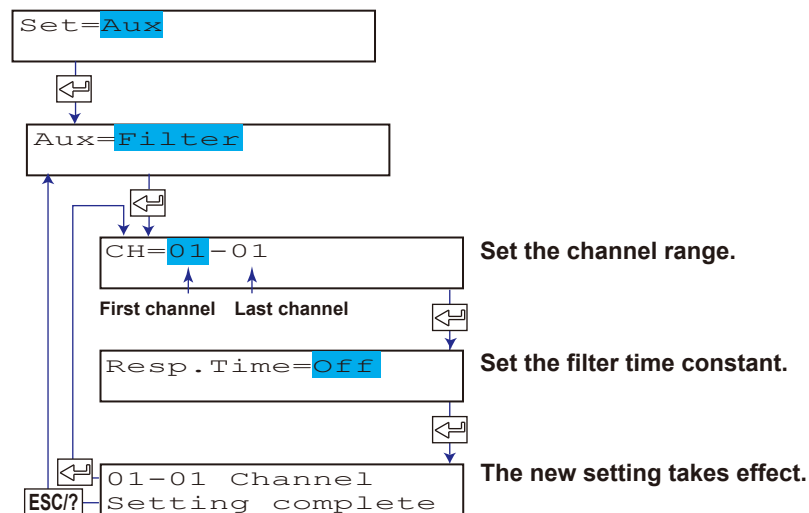 Set=Aux
Aux=Filter
CH=01-01
Set the channel range.
First channel Last channel
Resp.Time=Off
Set the filter time constant.
01-01 Channel
The new setting takes effect.
ESC/?
Setting complete